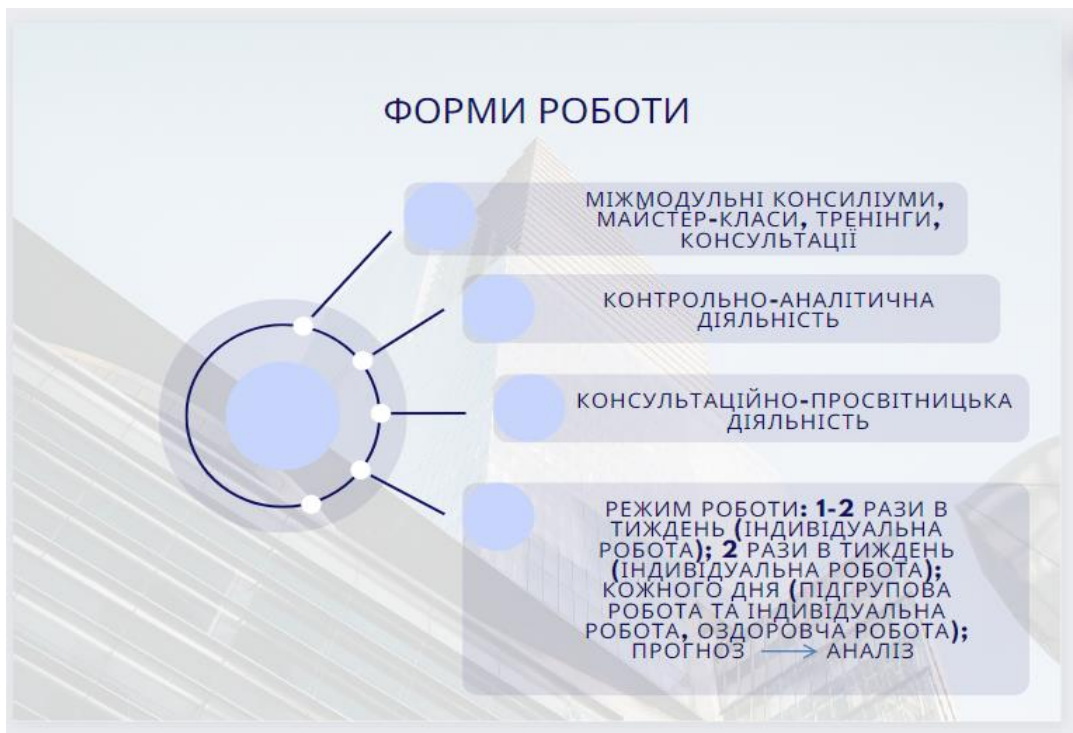 ФОРМИ РОБОТИ
МІЖМОДУЛЬНІ КОНСИЛІУМИ,
МАЙСТЕР-КЛАСИ, ТРЕНІНГИ,
КОНСУЛЬТАЦІЇ
КОНТРОЛЬНО-АНАЛІТИЧНА
ДІЯЛЬНІСТЬ
КОНСУЛЬТАЦІЙНО-ПРОСВІТНИЦЬКА
ДІЯЛЬНІСТЬ
РЕЖИМ РОБОТИ: 1-2 РАЗИ В
ТИЖДЕНЬ (ІНДИВІДУАЛЬНА
РОБОТА); 2 РАЗИ В ТИЖДЕНЬ
(ІНДИВІДУАЛЬНА РОБОТА);
КОЖНОГО ДНЯ (ПІДГРУПОВА
РОБОТА ТА ІНДИВІДУАЛЬНА
РОБОТА, ОЗДОРОВЧА РОБОТА);
ПРОГНОЗ → АНАЛІЗ